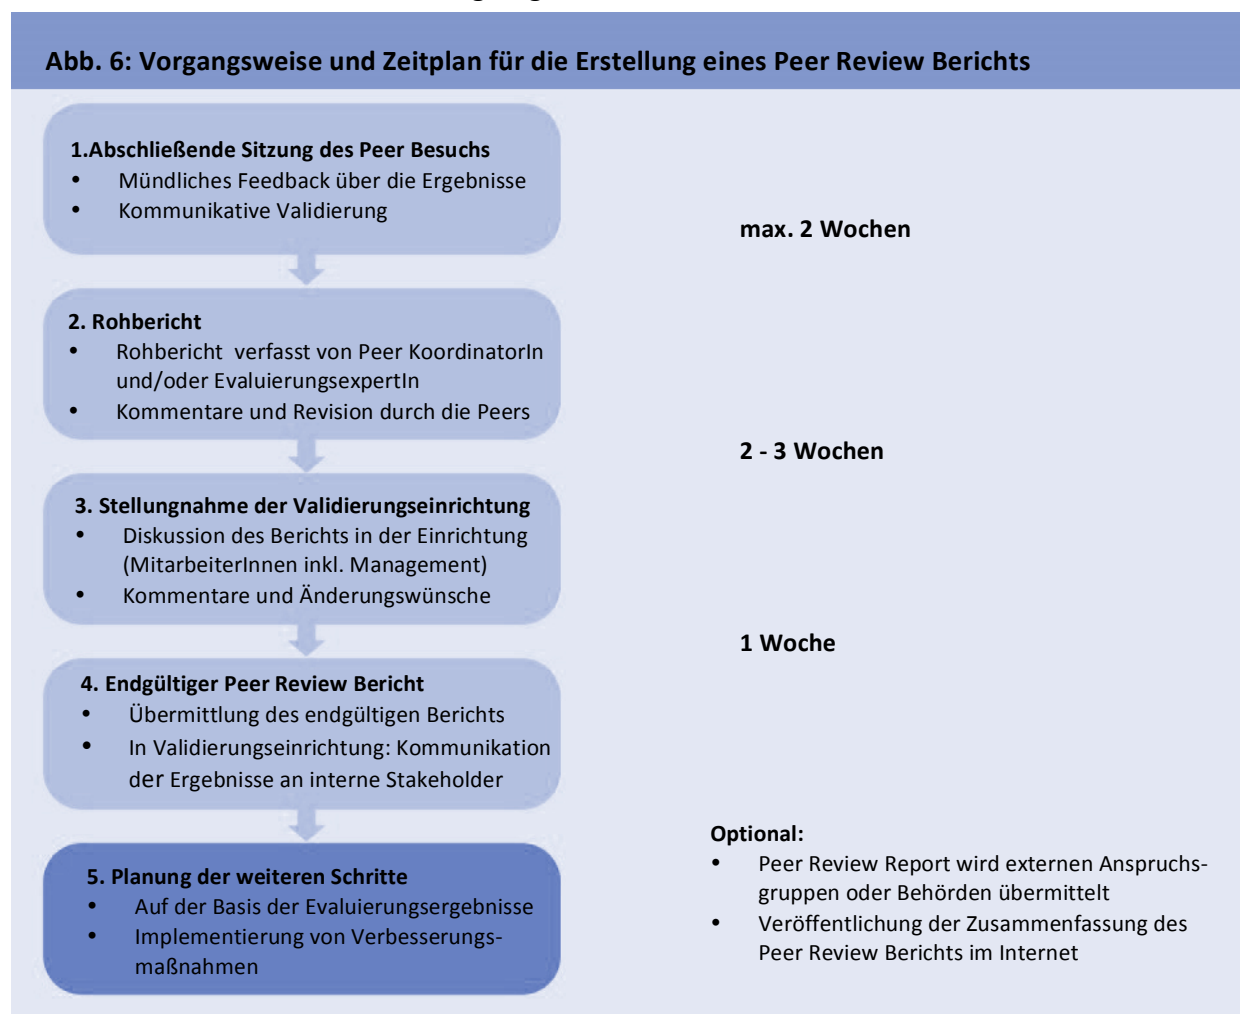 Abb. 6: Vorgangsweise und Zeitplan für die Erstellung eines Peer Review Berichts
1.Abschließende Sitzung des Peer Besuchs
• Mündliches Feedback über die Ergebnisse
• Kommunikative Validierung
max. 2 Wochen
2. Rohbericht
• Rohbericht verfasst von Peer KoordinatorIn
und/oder EvaluierungsexpertIn
• Kommentare und Revision durch die Peers
2 - 3 Wochen
3. Stellungnahme der Validierungseinrichtung
• Diskussion des Berichts in der Einrichtung
(MitarbeiterInnen inkl. Management)
• Kommentare und Änderungswünsche
1 Woche
4. Endgültiger Peer Review Bericht
• Übermittlung des endgültigen Berichts
• In Validierungseinrichtung: Kommunikation
der Ergebnisse an interne Stakeholder
5. Planung der weiteren Schritte
• Auf der Basis der Evaluierungsergebnisse
• Implementierung von Verbesserungs-
maßnahmen
Optional:
• Peer Review Report wird externen Anspruchs-
gruppen oder Behörden übermittelt
• Veröffentlichung der Zusammenfassung des
Peer Review Berichts im Internet